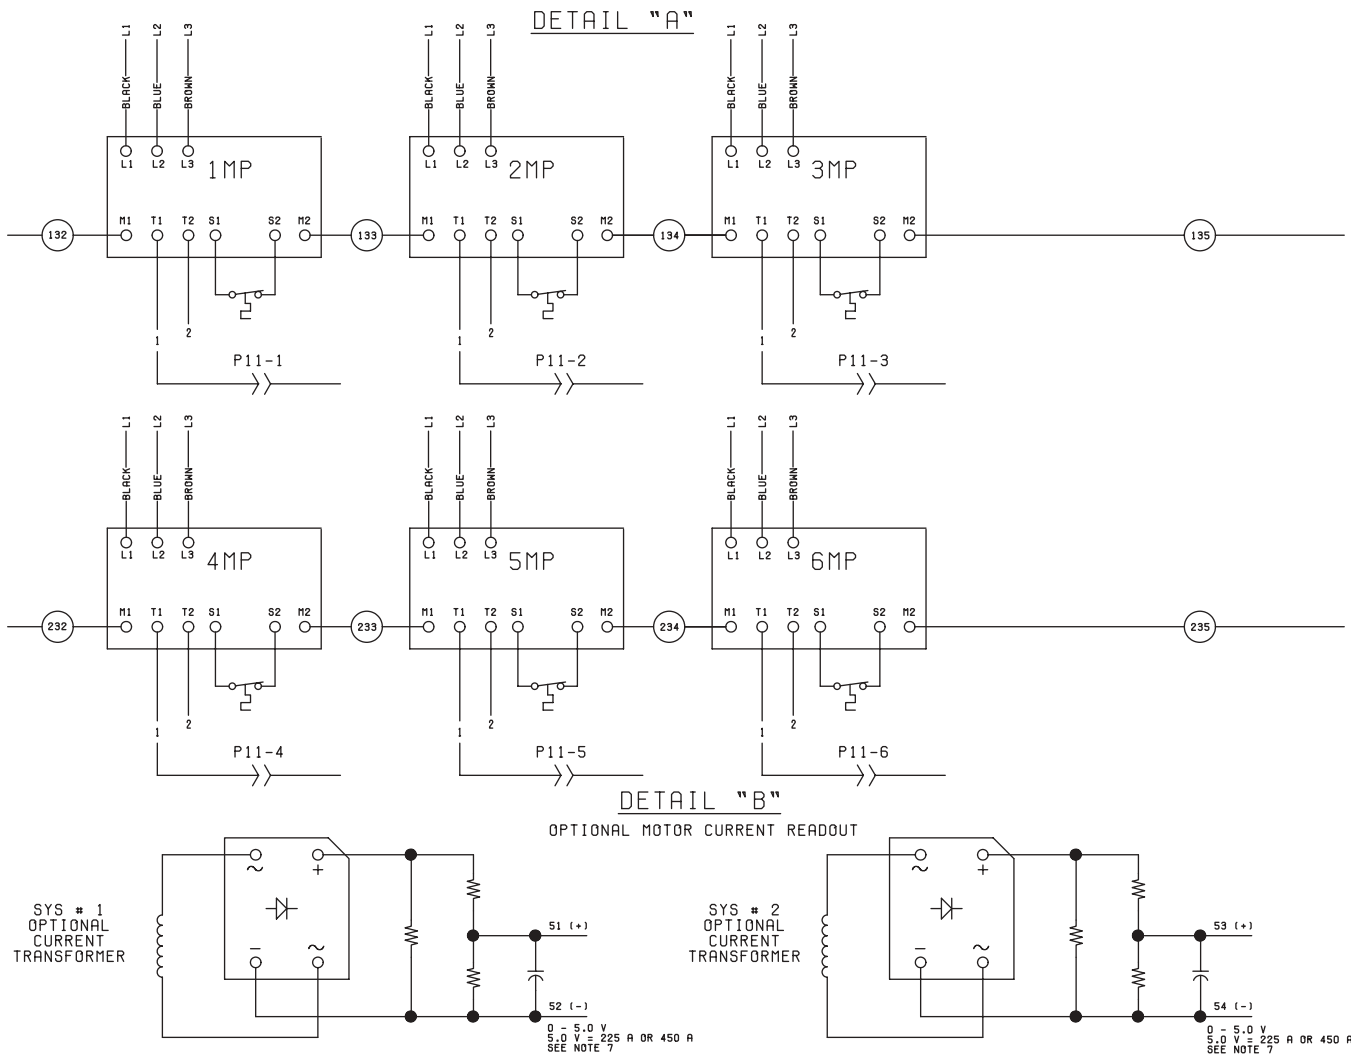 DETAIL "A"
L1 L2 L3 L1 L2 L3 L1 L2 L3
BLACK BLUE BROWN BLACK BLUE BROWN BLACK BLUE BROWN
L1 L2 L3 1MP L1 L2 L3 2MP L1 L2 L3 3MP
M1 T1 T2 S1 S2 M2 M1 T1 T2 S1 S2 M2 M1 T1 T2 S1 S2 M2
132 133 134 135
2 2 2
1 1 1
P11-1 P11-2 P11-3
L1 L2 L3 L1 L2 L3 L1 L2 L3
BLACK BLUE BROWN BLACK BLUE BROWN BLACK BLUE BROWN
L1 L2 L3 4MP L1 L2 L3 5MP L1 L2 L3 6MP
M1 T1 T2 S1 S2 M2 M1 T1 T2 S1 S2 M2 M1 T1 T2 S1 S2 M2
232 233 234 235
2 2 2
1 1 1
P11-4 P11-5 P11-6
DETAIL "B"
OPTIONAL MOTOR CURRENT READOUT
SYS # 1
OPTIONAL
CURRENT
TRANSFORMER
~ +
− ~
51 (+)
52 (-)
0 - 5.0 V
5.0 V = 225 A OR 450 A
SEE NOTE 7
SYS # 2
OPTIONAL
CURRENT
TRANSFORMER
~ +
− ~
53 (+)
54 (-)
0 - 5.0 V
5.0 V = 225 A OR 450 A
SEE NOTE 7